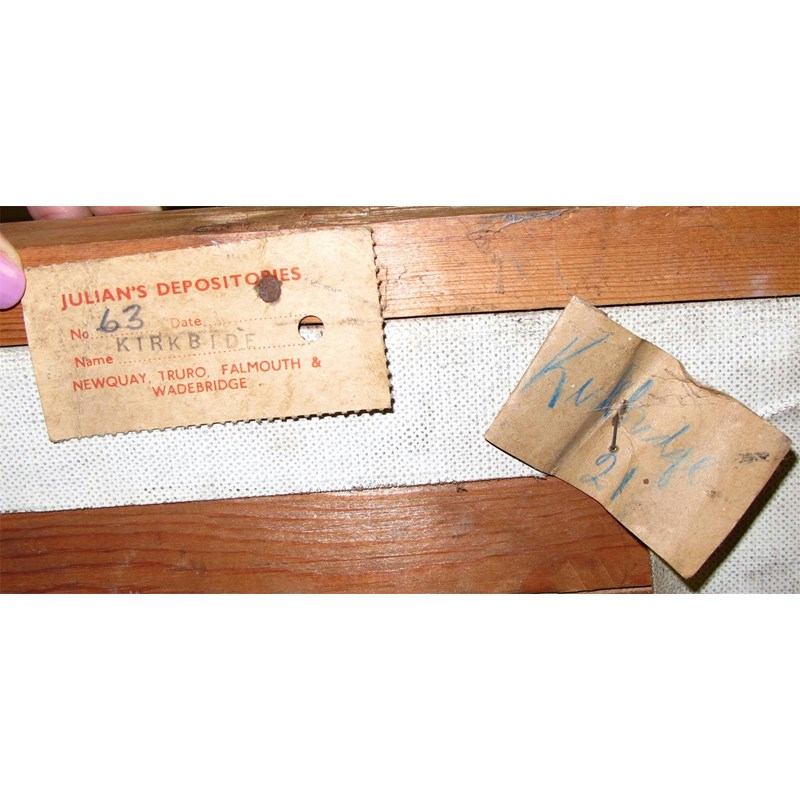 JULIAN'S DEPOSITORIES
No. 63 Date
Name KIRKBIDE
NEWQUAY, TRURO, FALMOUTH &
WADEBRIDGE
21